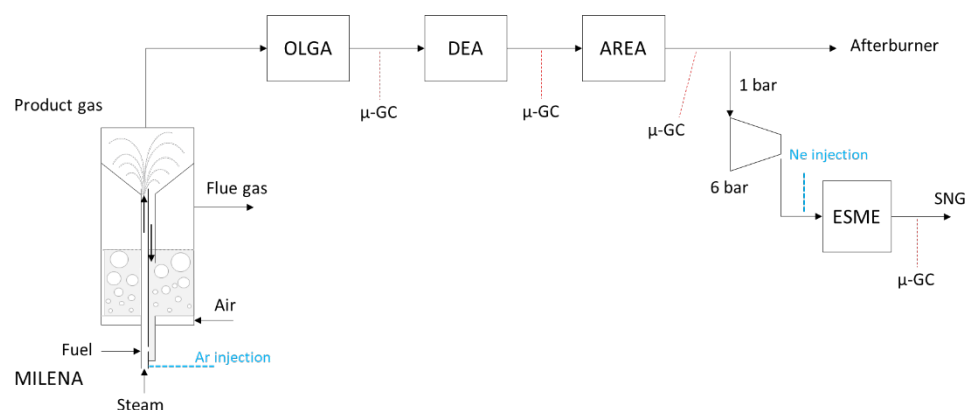 OLGA
DEA
AREA
Afterburner
μ-GC
μ-GC
μ-GC
1 bar
Product gas
Ne injection
6 bar
Flue gas
ESME
SNG
μ-GC
Air
Fuel
Ar injection
MILENA
Steam